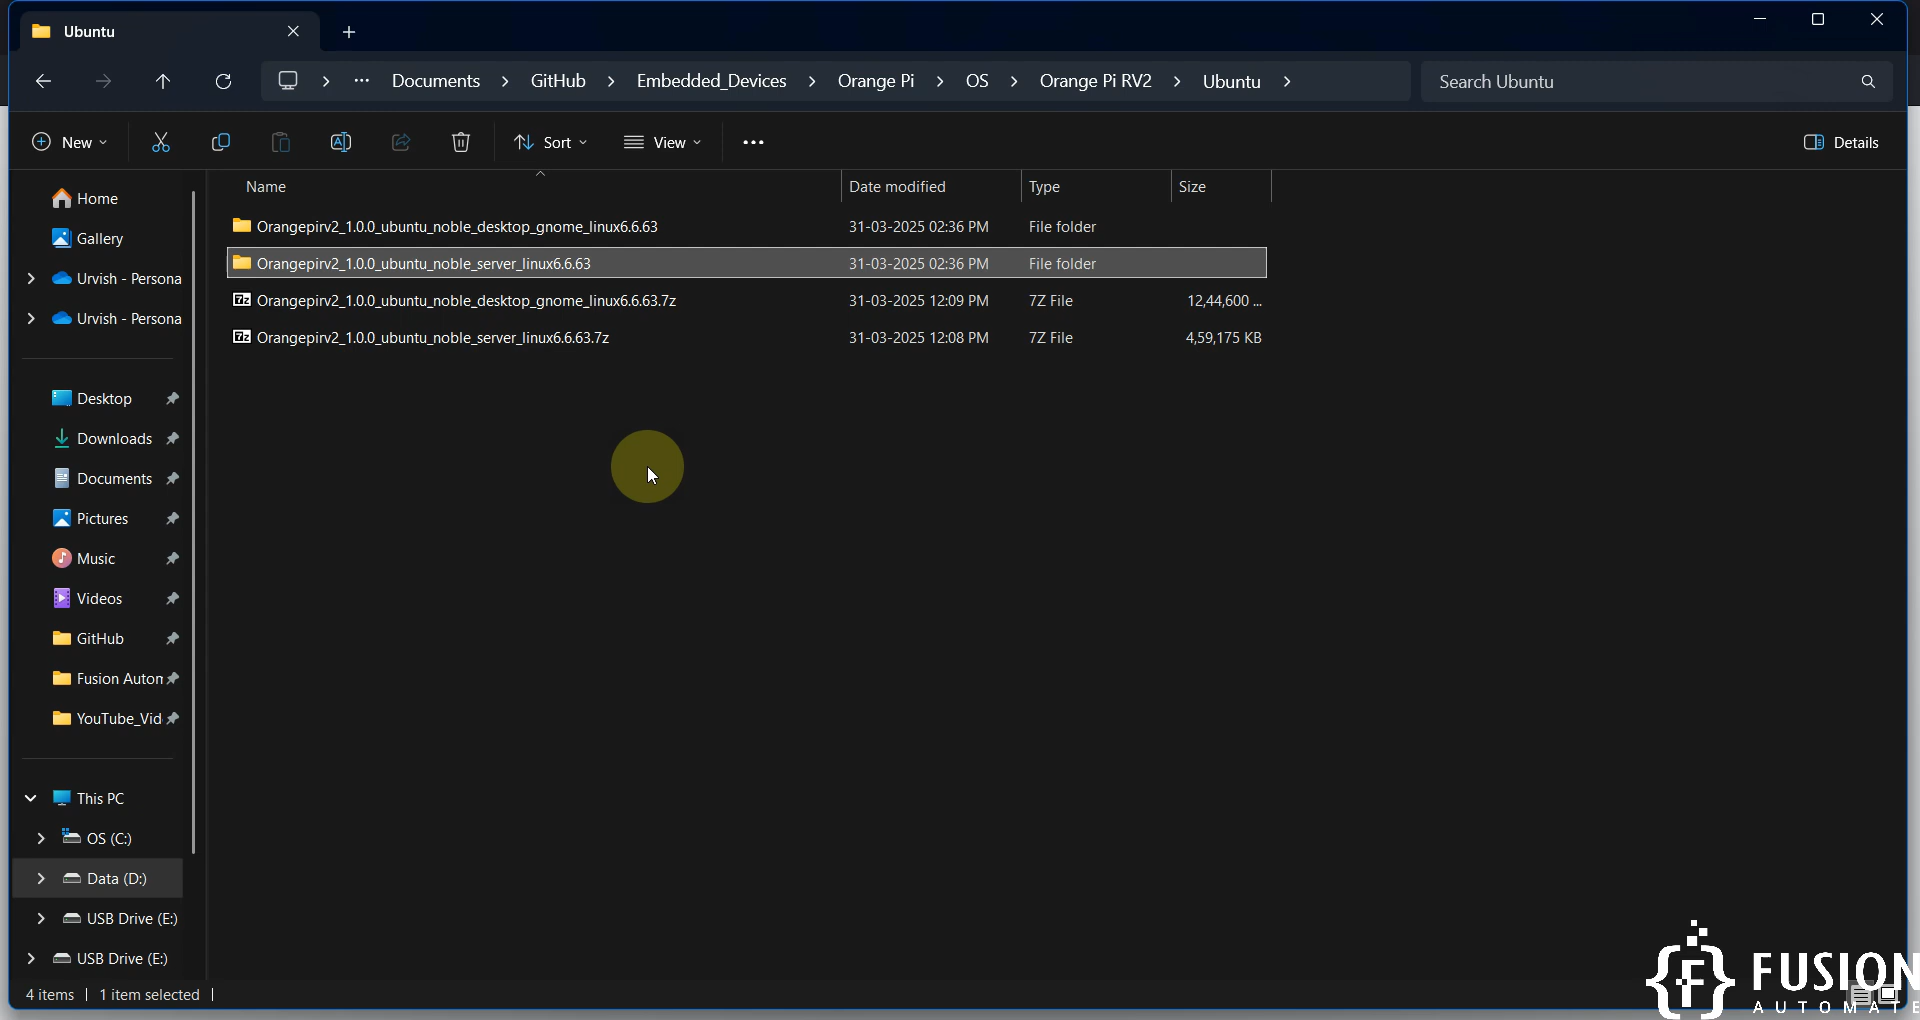 Ubuntu
Documents > GitHub > Embedded_Devices > Orange Pi > OS > Orange Pi RV2 > Ubuntu >
Search Ubuntu
New
Sort
View
Details
Name Date modified Type Size
Orangepirv2_1.0.0_ubuntu_noble_desktop_gnome_linux6.6.63 31-03-2025 02:36 PM File folder
Orangepirv2_1.0.0_ubuntu_noble_server_linux6.6.63 31-03-2025 02:36 PM File folder
Orangepirv2_1.0.0_ubuntu_noble_desktop_gnome_linux6.6.63.7z 31-03-2025 12:09 PM 7Z File 12,44,600 ...
Orangepirv2_1.0.0_ubuntu_noble_server_linux6.6.63.7z 31-03-2025 12:08 PM 7Z File 4,59,175 KB
Home
Gallery
Urvish - Persona
Urvish - Persona
Desktop
Downloads
Documents
Pictures
Music
Videos
GitHub
Fusion Autom
YouTube_Vid
This PC
OS (C:)
Data (D:)
USB Drive (E:)
USB Drive (E:)
4 items | 1 item selected |
FUSION
AUTOMATE